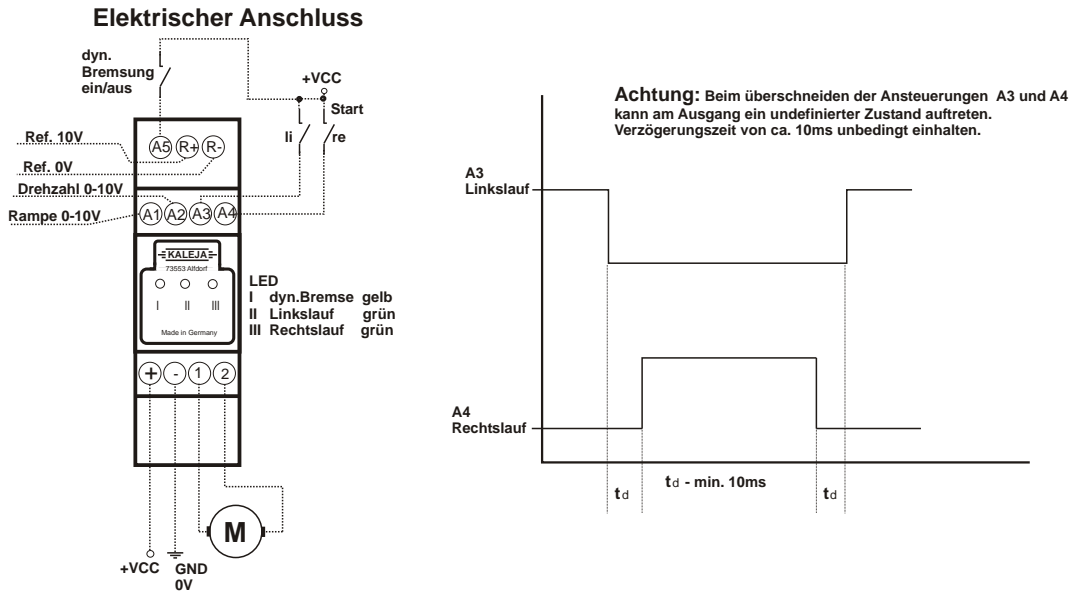 Elektrischer Anschluss
dyn.
Bremsung
ein/aus
+VCC
Start
li
re
Ref. 10V
Ref. 0V
Drehzahl 0-10V
Rampe 0-10V
A5 R+ R-
A1 A2 A3 A4
KALEJA
73553 Alfdorf
I II III
Made in Germany
LED
I dyn.Bremse gelb
II Linkslauf grün
III Rechtslauf grün
+ - 1 2
M
+VCC
GND
0V
Achtung: Beim überschneiden der Ansteuerungen A3 und A4
kann am Ausgang ein undefinierter Zustand auftreten.
Verzögerungszeit von ca. 10ms unbedingt einhalten.
A3
Linkslauf
A4
Rechtslauf
td
td - min. 10ms
td